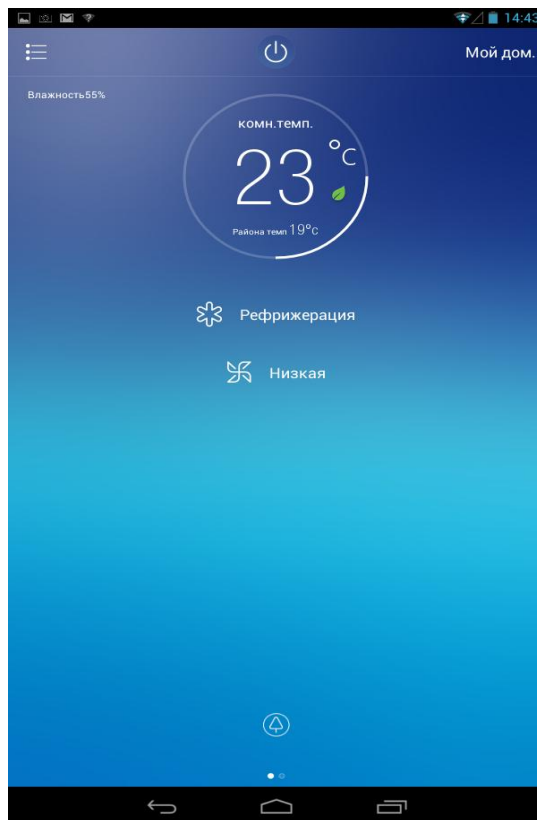 14:43
Мой дом.
Влажность55%
комн.темп.
23 °C
Района темп 19°C
Рефрижерация
Низкая